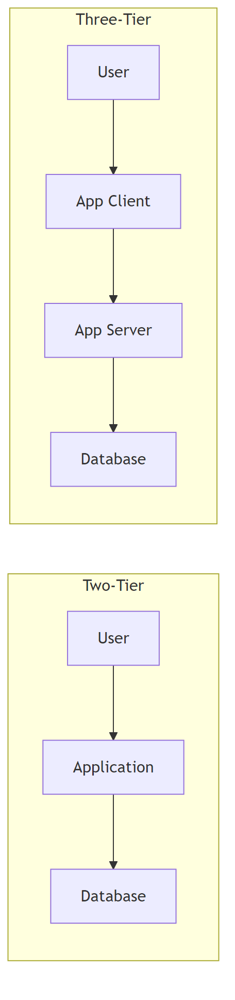 Three-Tier
User
App Client
App Server
Database
Two-Tier
User
Application
Database